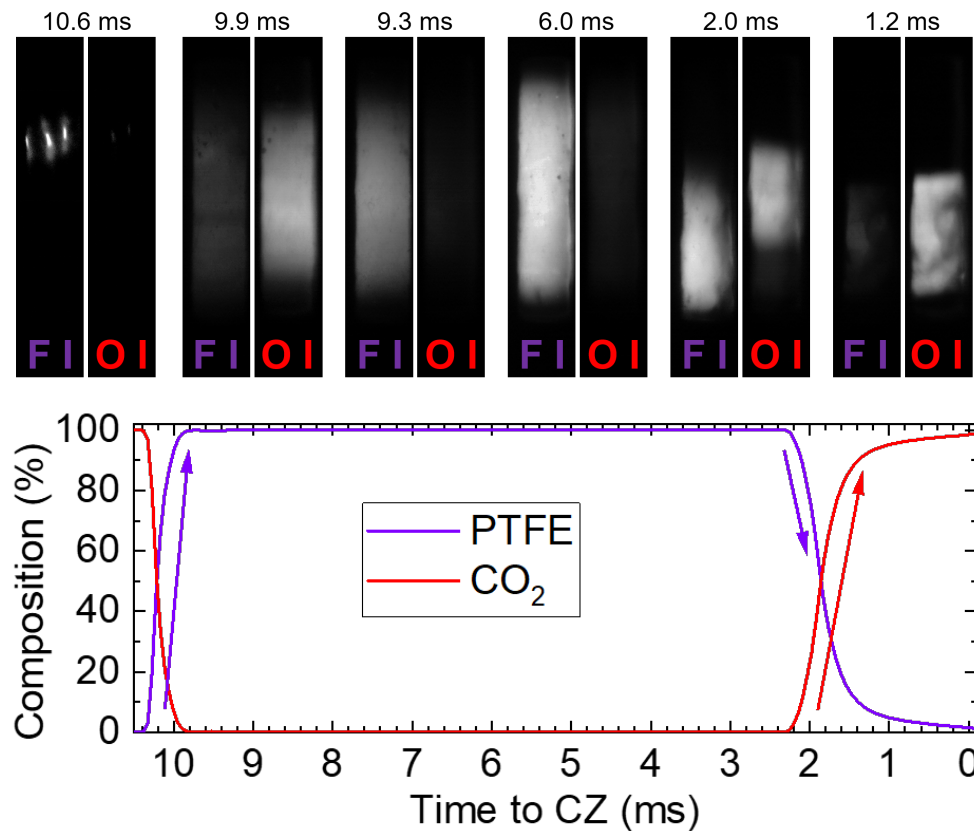 10.6 ms 9.9 ms 9.3 ms 6.0 ms 2.0 ms 1.2 ms
F I O I F I O I F I O I F I O I F I O I F I O I
100
80
60
40
20
0
Composition (%)
PTFE
CO₂
10 9 8 7 6 5 4 3 2 1 0
Time to CZ (ms)